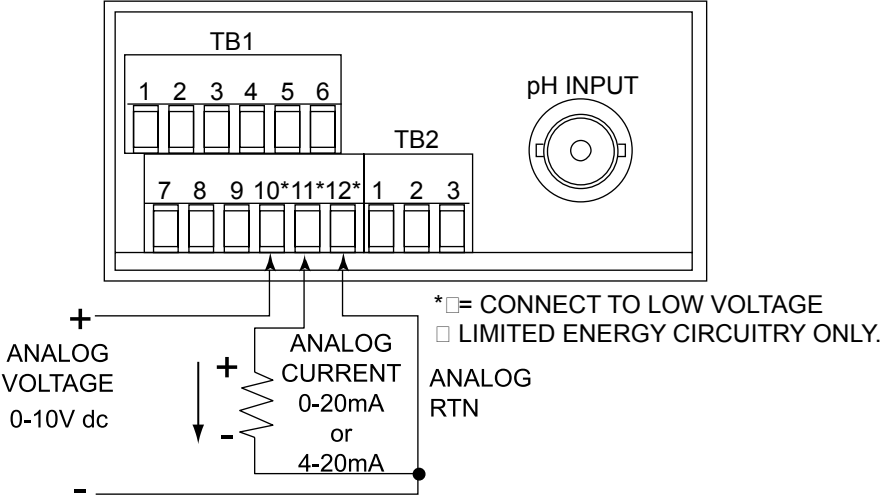 TB1
1 2 3 4 5 6
pH INPUT
TB2
7 8 9 10* 11* 12* 1 2 3
* = CONNECT TO LOW VOLTAGE
LIMITED ENERGY CIRCUITRY ONLY.
+
ANALOG
VOLTAGE
0-10V dc
-
+
-
ANALOG
CURRENT
0-20mA
or
4-20mA
ANALOG
RTN